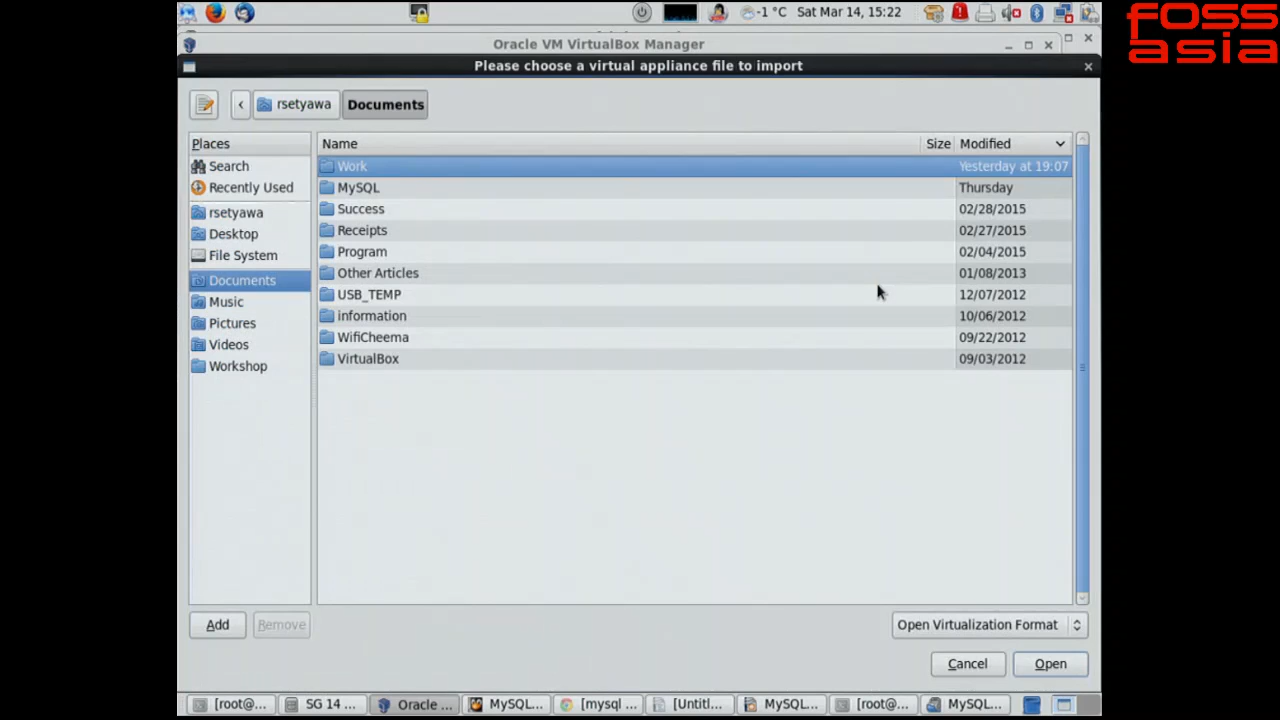 -1 °C Sat Mar 14, 15:22
foss
asia
Oracle VM VirtualBox Manager
Please choose a virtual appliance file to import
rsetyawa Documents
Places
Search
Recently Used
rsetyawa
Desktop
File System
Documents
Music
Pictures
Videos
Workshop
Name Size Modified
Work Yesterday at 19:07
MySQL Thursday
Success 02/28/2015
Receipts 02/27/2015
Program 02/04/2015
Other Articles 01/08/2013
USB_TEMP 12/07/2012
information 10/06/2012
WifiCheema 09/22/2012
VirtualBox 09/03/2012
Add Remove
Open Virtualization Format
Cancel Open
[root@... SG 14 ... Oracle ... MySQL... [mysql ... [Untitl... MySQL... [root@... MySQL...